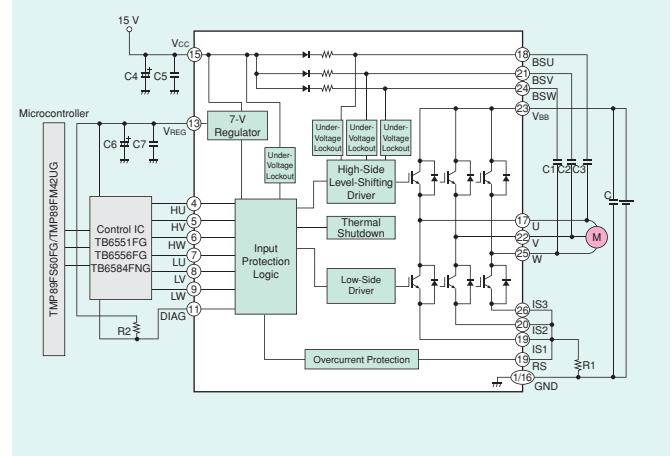 15 V
Vcc
15
C4
+
C5
18
BSU
21
BSV
24
BSW
23
VBB
Microcontroller
TMP89FS60FG/TMP89FM42UG
VREG
13
7-V
Regulator
C6
+
C7
Under-
Voltage
Lockout
Under-
Voltage
Lockout
Under-
Voltage
Lockout
Under-
Voltage
Lockout
High-Side
Level-Shifting
Driver
C1
C2
C3
C
Control IC
TB6551FG
TB6556FG
TB6584FNG
4
HU
5
HV
6
HW
7
LU
8
LV
9
LW
11
DIAG
R2
Input
Protection
Logic
Thermal
Shutdown
Low-Side
Driver
17
U
22
V
25
W
M
26
IS3
20
IS2
19
IS1
19
RS
Overcurrent Protection
R1
1/16
GND